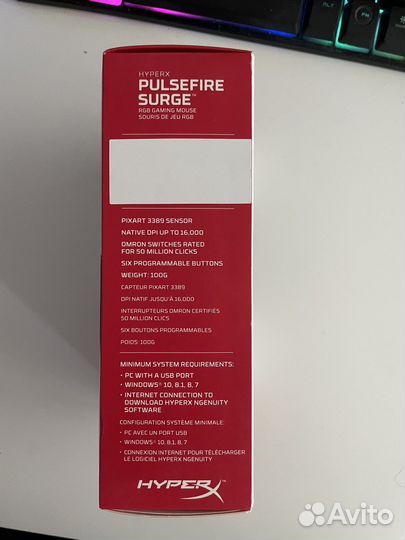 ALT
FN
HYPERX
PULSEFIRE
SURGE™
RGB GAMING MOUSE
SOURIS DE JEU RGB
PIXART 3389 SENSOR
NATIVE DPI UP TO 16,000
OMRON SWITCHES RATED
FOR 50 MILLION CLICKS
SIX PROGRAMMABLE BUTTONS
WEIGHT: 100G
CAPTEUR PIXART 3389
DPI NATIF JUSQU'À 16,000
INTERRUPTEURS OMRON CERTIFIÉS
50 MILLION CLICS
SIX BOUTONS PROGRAMMABLES
POIDS: 100G
MINIMUM SYSTEM REQUIREMENTS:
• PC WITH A USB PORT
• WINDOWS® 10, 8.1, 8, 7
• INTERNET CONNECTION TO
DOWNLOAD HYPERX NGENUITY
SOFTWARE
CONFIGURATION SYSTÈME MINIMALE:
• PC AVEC UN PORT USB
• WINDOWS® 10, 8.1, 8, 7
• CONNEXION INTERNET POUR TÉLÉCHARGER
LE LOGICIEL HYPERX NGENUITY
HYPERX™
Avito